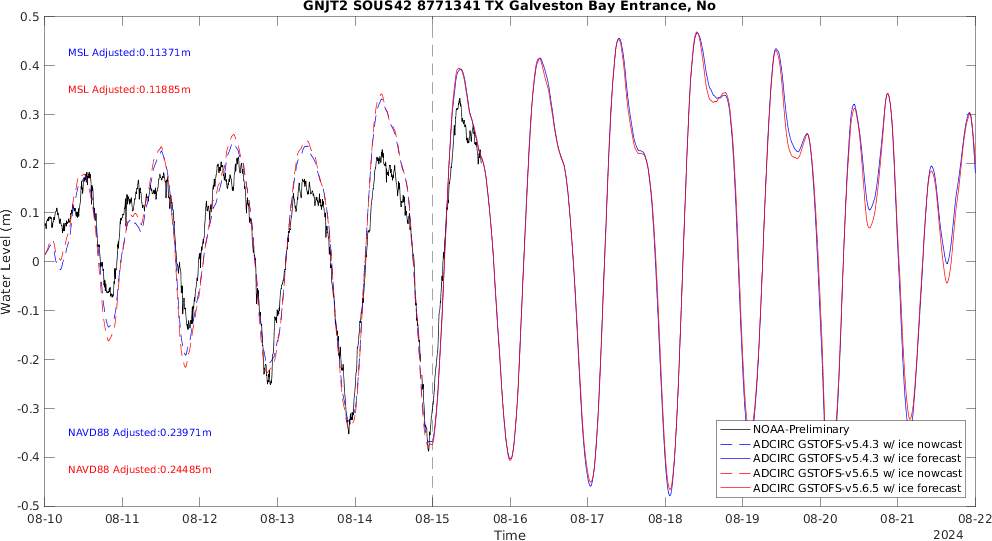 GNJT2 SOUS42 8771341 TX Galveston Bay Entrance, No
MSL Adjusted:0.11371m
MSL Adjusted:0.11885m
NAVD88 Adjusted:0.23971m
NAVD88 Adjusted:0.24485m
Water Level (m)
0.5
0.4
0.3
0.2
0.1
0
-0.1
-0.2
-0.3
-0.4
-0.5
NOAA-Preliminary
ADCIRC GSTOFS-v5.4.3 w/ ice nowcast
ADCIRC GSTOFS-v5.4.3 w/ ice forecast
ADCIRC GSTOFS-v5.6.5 w/ ice nowcast
ADCIRC GSTOFS-v5.6.5 w/ ice forecast
08-10 08-11 08-12 08-13 08-14 08-15 08-16 08-17 08-18 08-19 08-20 08-21 08-22
Time
2024